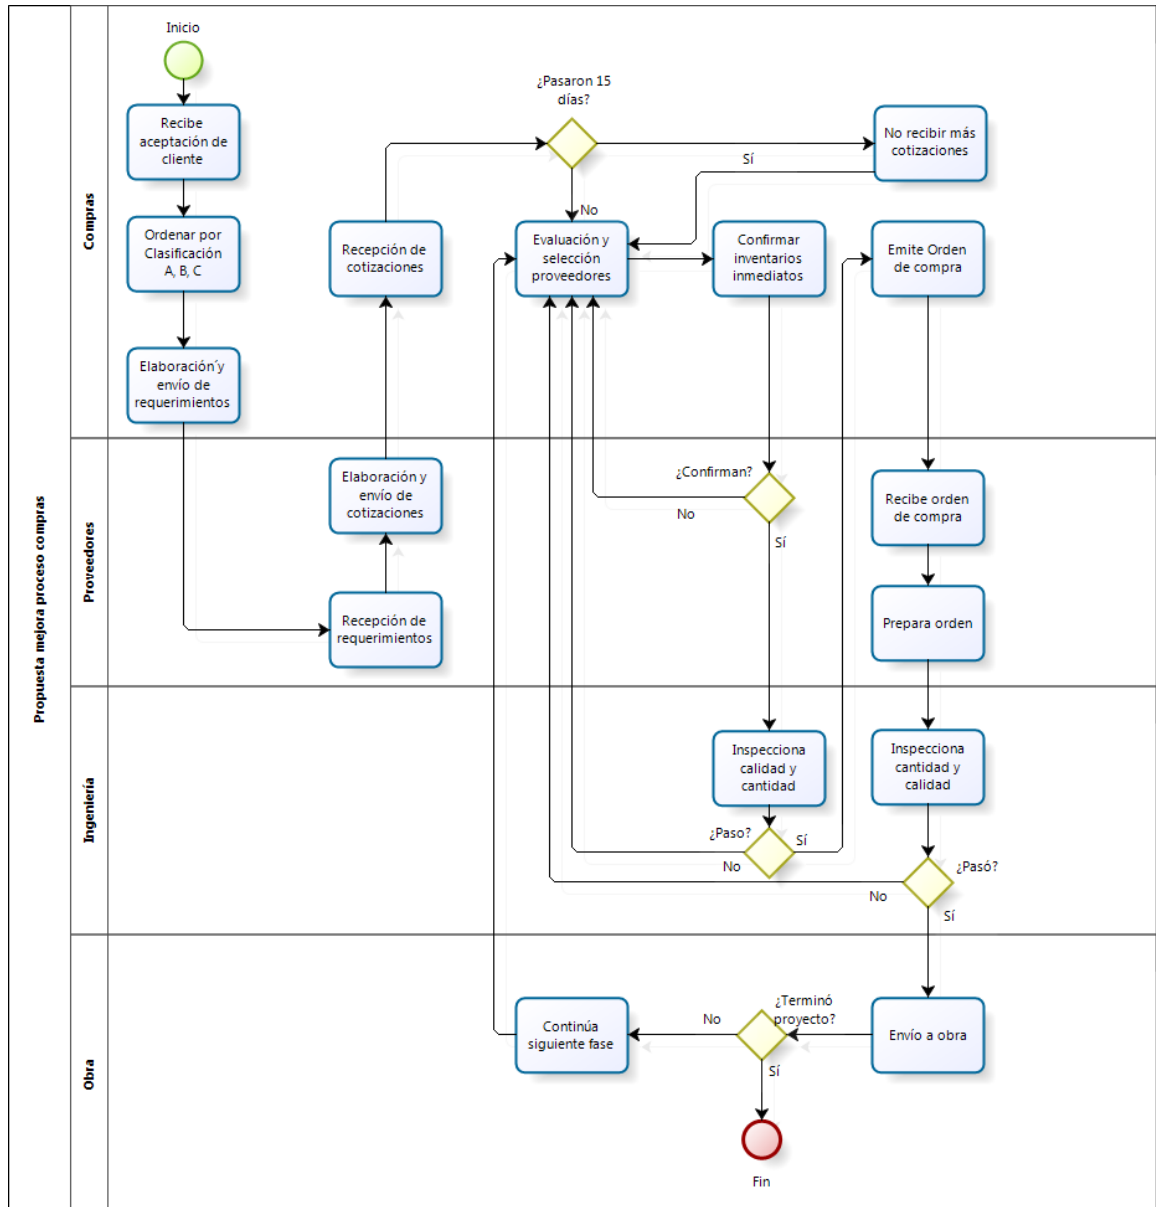 Propuesta mejora proceso compras
Compras
Inicio
Recibe
aceptación de
cliente
Ordenar por
Clasificación
A, B, C
Elaboración´y
envío de
requerimientos
Recepción de
cotizaciones
¿Pasaron 15
días?
Sí
No
No recibir más
cotizaciones
Evaluación y
selección
proveedores
Confirmar
inventarios
inmediatos
Emite Orden
de compra
Proveedores
Elaboración y
envío de
cotizaciones
Recepción de
requerimientos
¿Confirman?
No
Sí
Recibe orden
de compra
Prepara orden
Ingeniería
Inspecciona
calidad y
cantidad
¿Paso?
Sí
No
Inspecciona
cantidad y
calidad
¿Pasó?
No
Sí
Obra
Continúa
siguiente fase
No
¿Terminó
proyecto?
Sí
Envío a obra
Fin